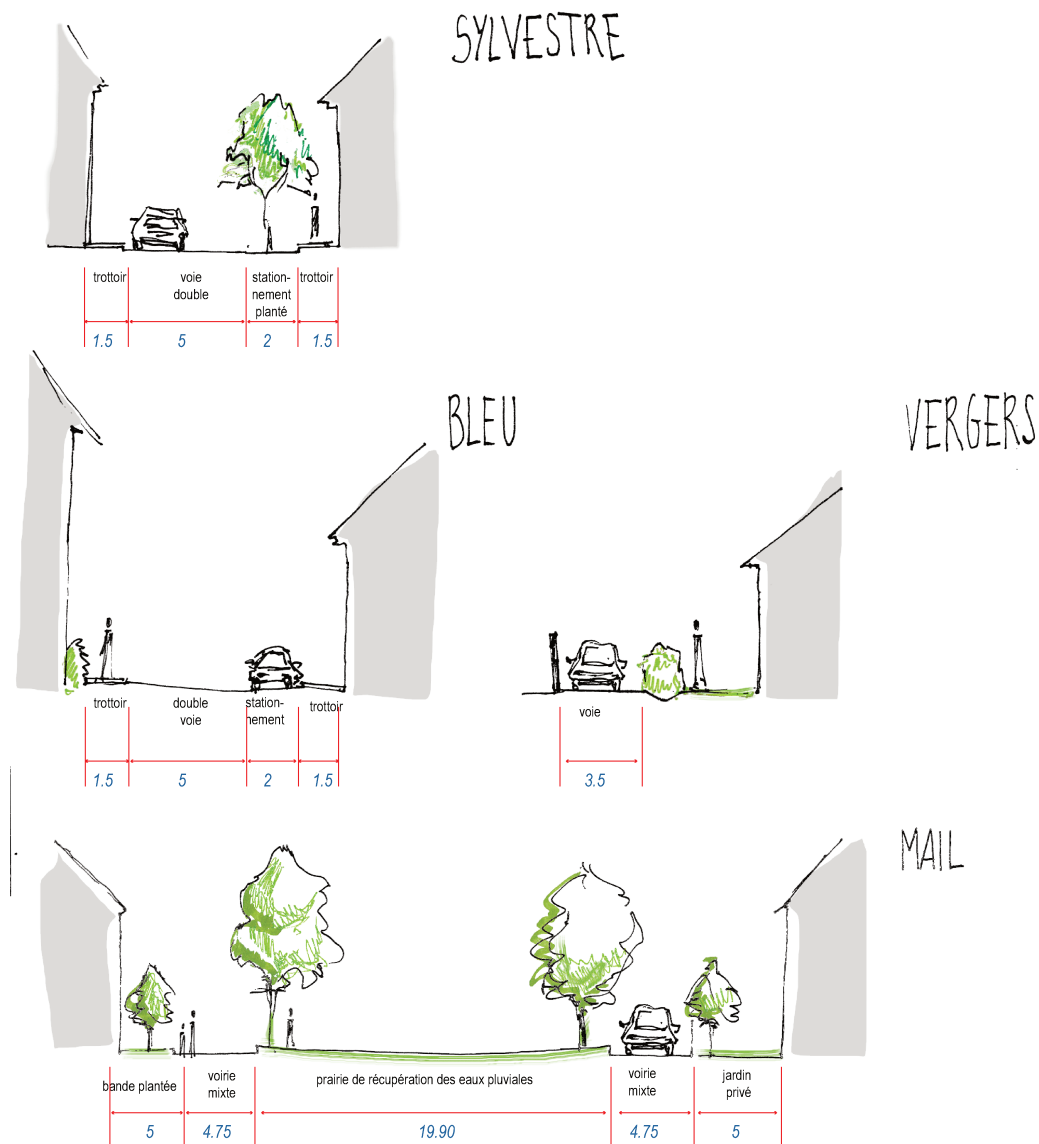 SYLVESTRE
trottoir
voie
double
station-
nement
planté
trottoir
1.5
5
2
1.5
BLEU
trottoir
double
voie
station-
nement
trottoir
1.5
5
2
1.5
VERGERS
voie
3.5
MAIL
bande plantée
voirie
mixte
prairie de récupération des eaux pluviales
voirie
mixte
jardin
privé
5
4.75
19.90
4.75
5